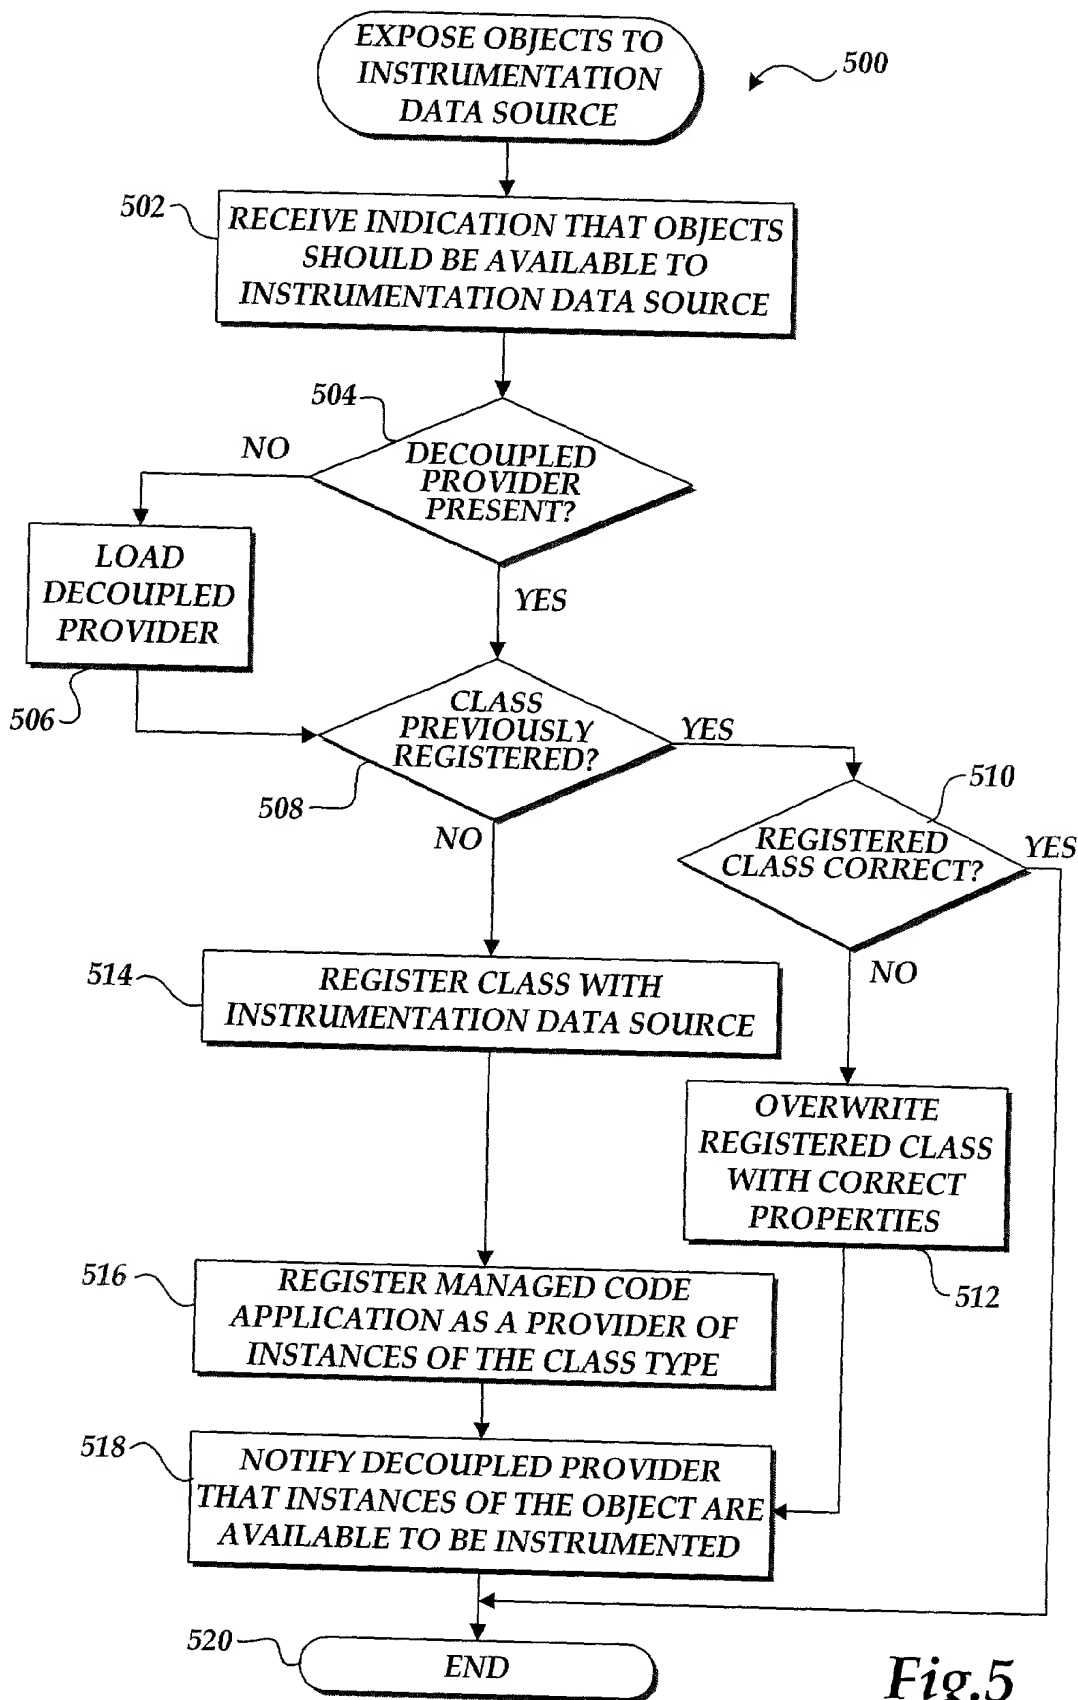 EXPOSE OBJECTS TO
INSTRUMENTATION
DATA SOURCE
500
502
RECEIVE INDICATION THAT OBJECTS
SHOULD BE AVAILABLE TO
INSTRUMENTATION DATA SOURCE
504
NO
DECOUPLED
PROVIDER
PRESENT?
LOAD
DECOUPLED
PROVIDER
YES
506
CLASS
PREVIOUSLY
REGISTERED?
YES
508
NO
510
REGISTERED
CLASS CORRECT?
YES
NO
514
REGISTER CLASS WITH
INSTRUMENTATION DATA SOURCE
OVERWRITE
REGISTERED CLASS
WITH CORRECT
PROPERTIES
512
516
REGISTER MANAGED CODE
APPLICATION AS A PROVIDER OF
INSTANCES OF THE CLASS TYPE
518
NOTIFY DECOUPLED PROVIDER
THAT INSTANCES OF THE OBJECT ARE
AVAILABLE TO BE INSTRUMENTED
520
END
Fig.5